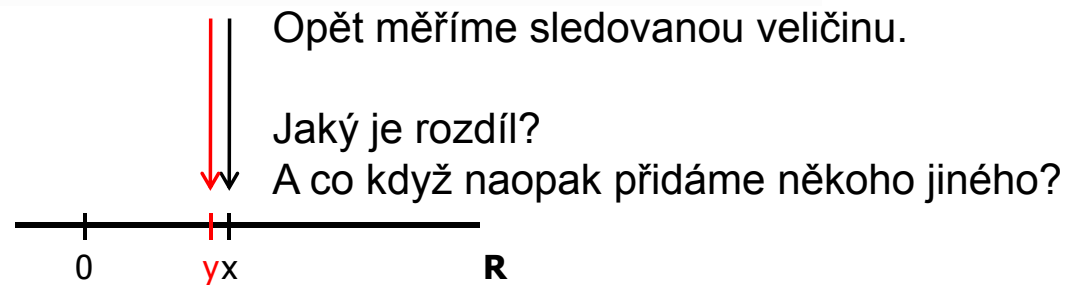 Opět měříme sledovanou veličinu.
Jaký je rozdíl?
A co když naopak přidáme někoho jiného?
0 y x R